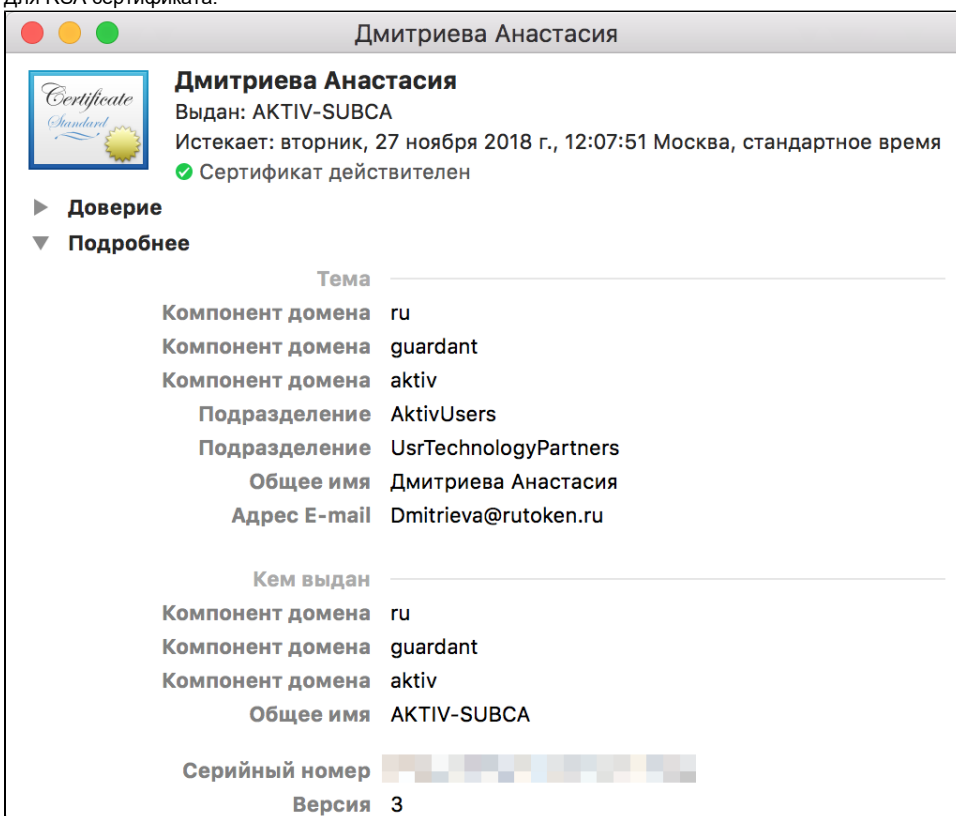 для RSA сертификата:
Дмитриева Анастасия
Certificate
Standard
Дмитриева Анастасия
Выдан: AKTIV-SUBCA
Истекает: вторник, 27 ноября 2018 г., 12:07:51 Москва, стандартное время
Сертификат действителен
Доверие
Подробнее
Тема
Компонент домена ru
Компонент домена guardant
Компонент домена aktiv
Подразделение AktivUsers
Подразделение UsrTechnologyPartners
Общее имя Дмитриева Анастасия
Адрес E-mail Dmitrieva@rutoken.ru
Кем выдан
Компонент домена ru
Компонент домена guardant
Компонент домена aktiv
Общее имя AKTIV-SUBCA
Серийный номер
Версия 3